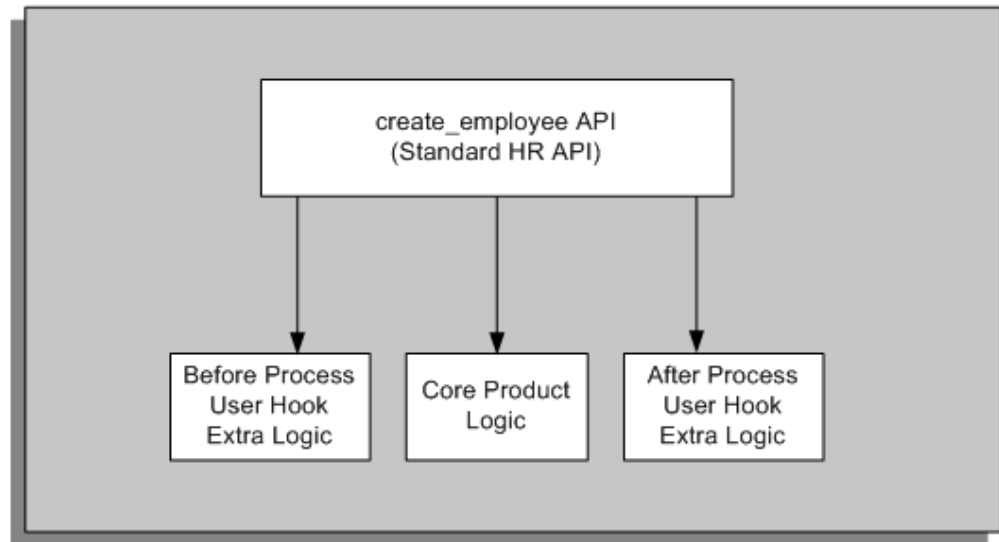 create_employee API
(Standard HR API)
Before Process
User Hook
Extra Logic
Core Product
Logic
After Process
User Hook
Extra Logic